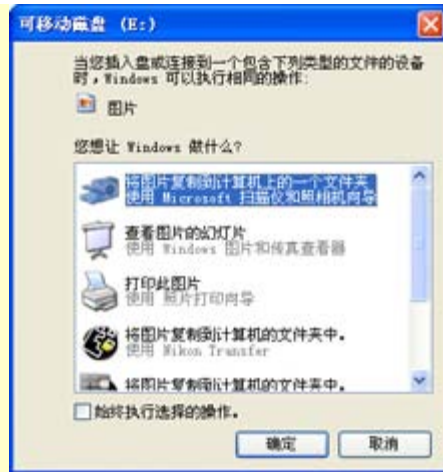 可移动磁盘 (E:)
当您插入盘或连接到一个包含下列类型的文件的设备
时，Windows 可以执行相同的操作:
图片
您想让 Windows 做什么?
将图片复制到计算机上的一个文件夹
使用 Microsoft 扫描仪和照相机向导
查看图片的幻灯片
使用 Windows 图片和传真查看器
打印此图片
使用 照片打印向导
将图片复制到计算机的文件夹中。
使用 Nikon Transfer
将图片复制到计算机的文件夹中。
始终执行选择的操作。
确定
取消